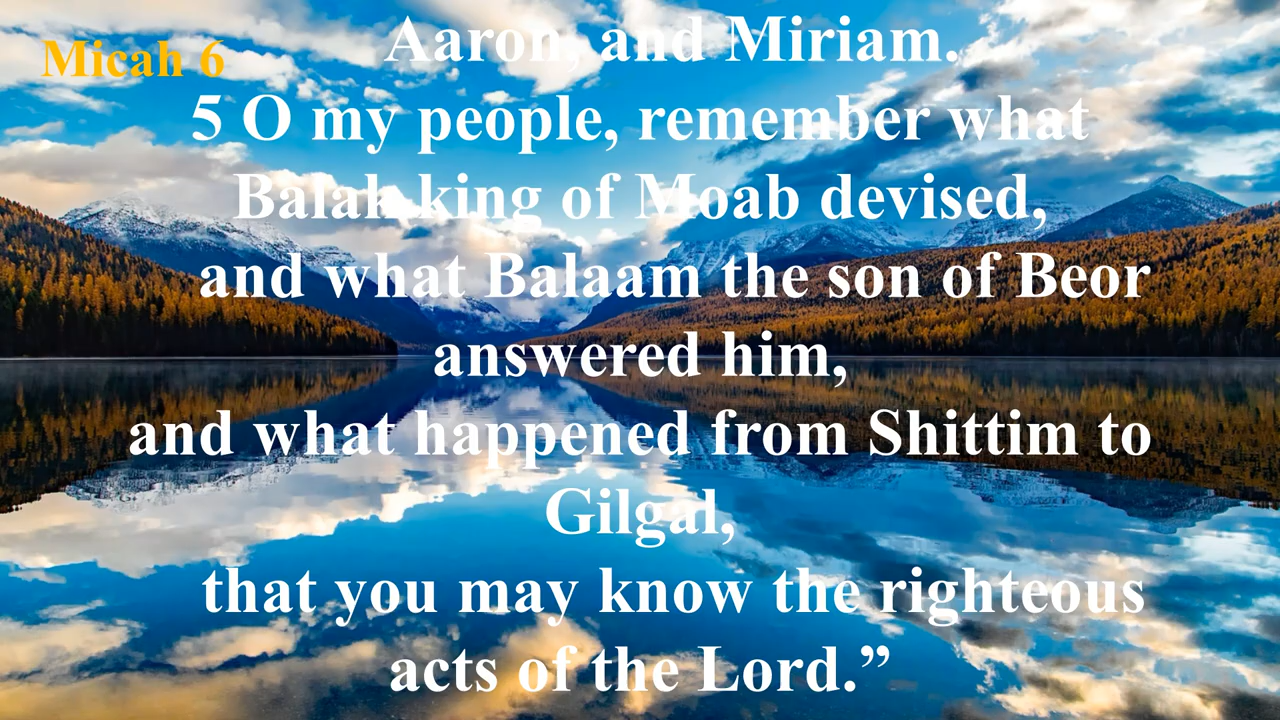 Micah 6
Aaron, and Miriam.
5 O my people, remember what
Balak king of Moab devised,
and what Balaam the son of Beor
answered him,
and what happened from Shittim to
Gilgal,
that you may know the righteous
acts of the Lord.”